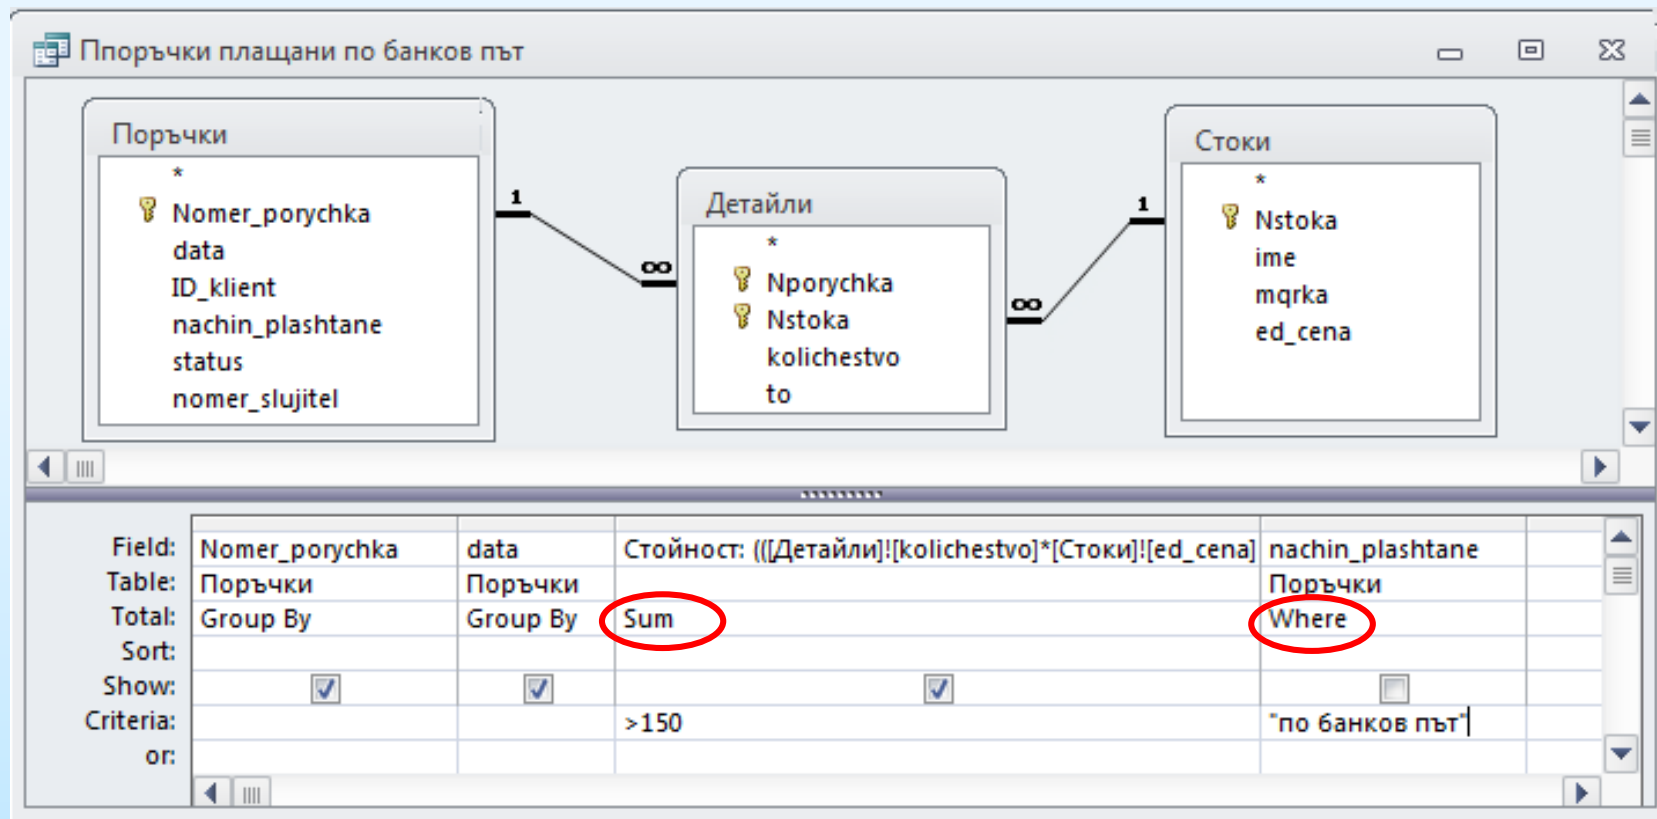 Ппоръчки плащани по банков път
Поръчки
*
Nomer_porychka
data
ID_klient
nachin_plashtane
status
nomer_slujitel
1
∞
Детайли
*
Nporychka
Nstoka
kolichestvo
to
∞
1
Стоки
*
Nstoka
ime
mqrka
ed_cena
Field: Nomer_porychka data Стойност: (([Детайли]![kolichestvo]*[Стоки]![ed_cena] nachin_plashtane
Table: Поръчки Поръчки Поръчки
Total: Group By Group By Sum Where
Sort:
Show:
Criteria: >150 "по банков път"
or: